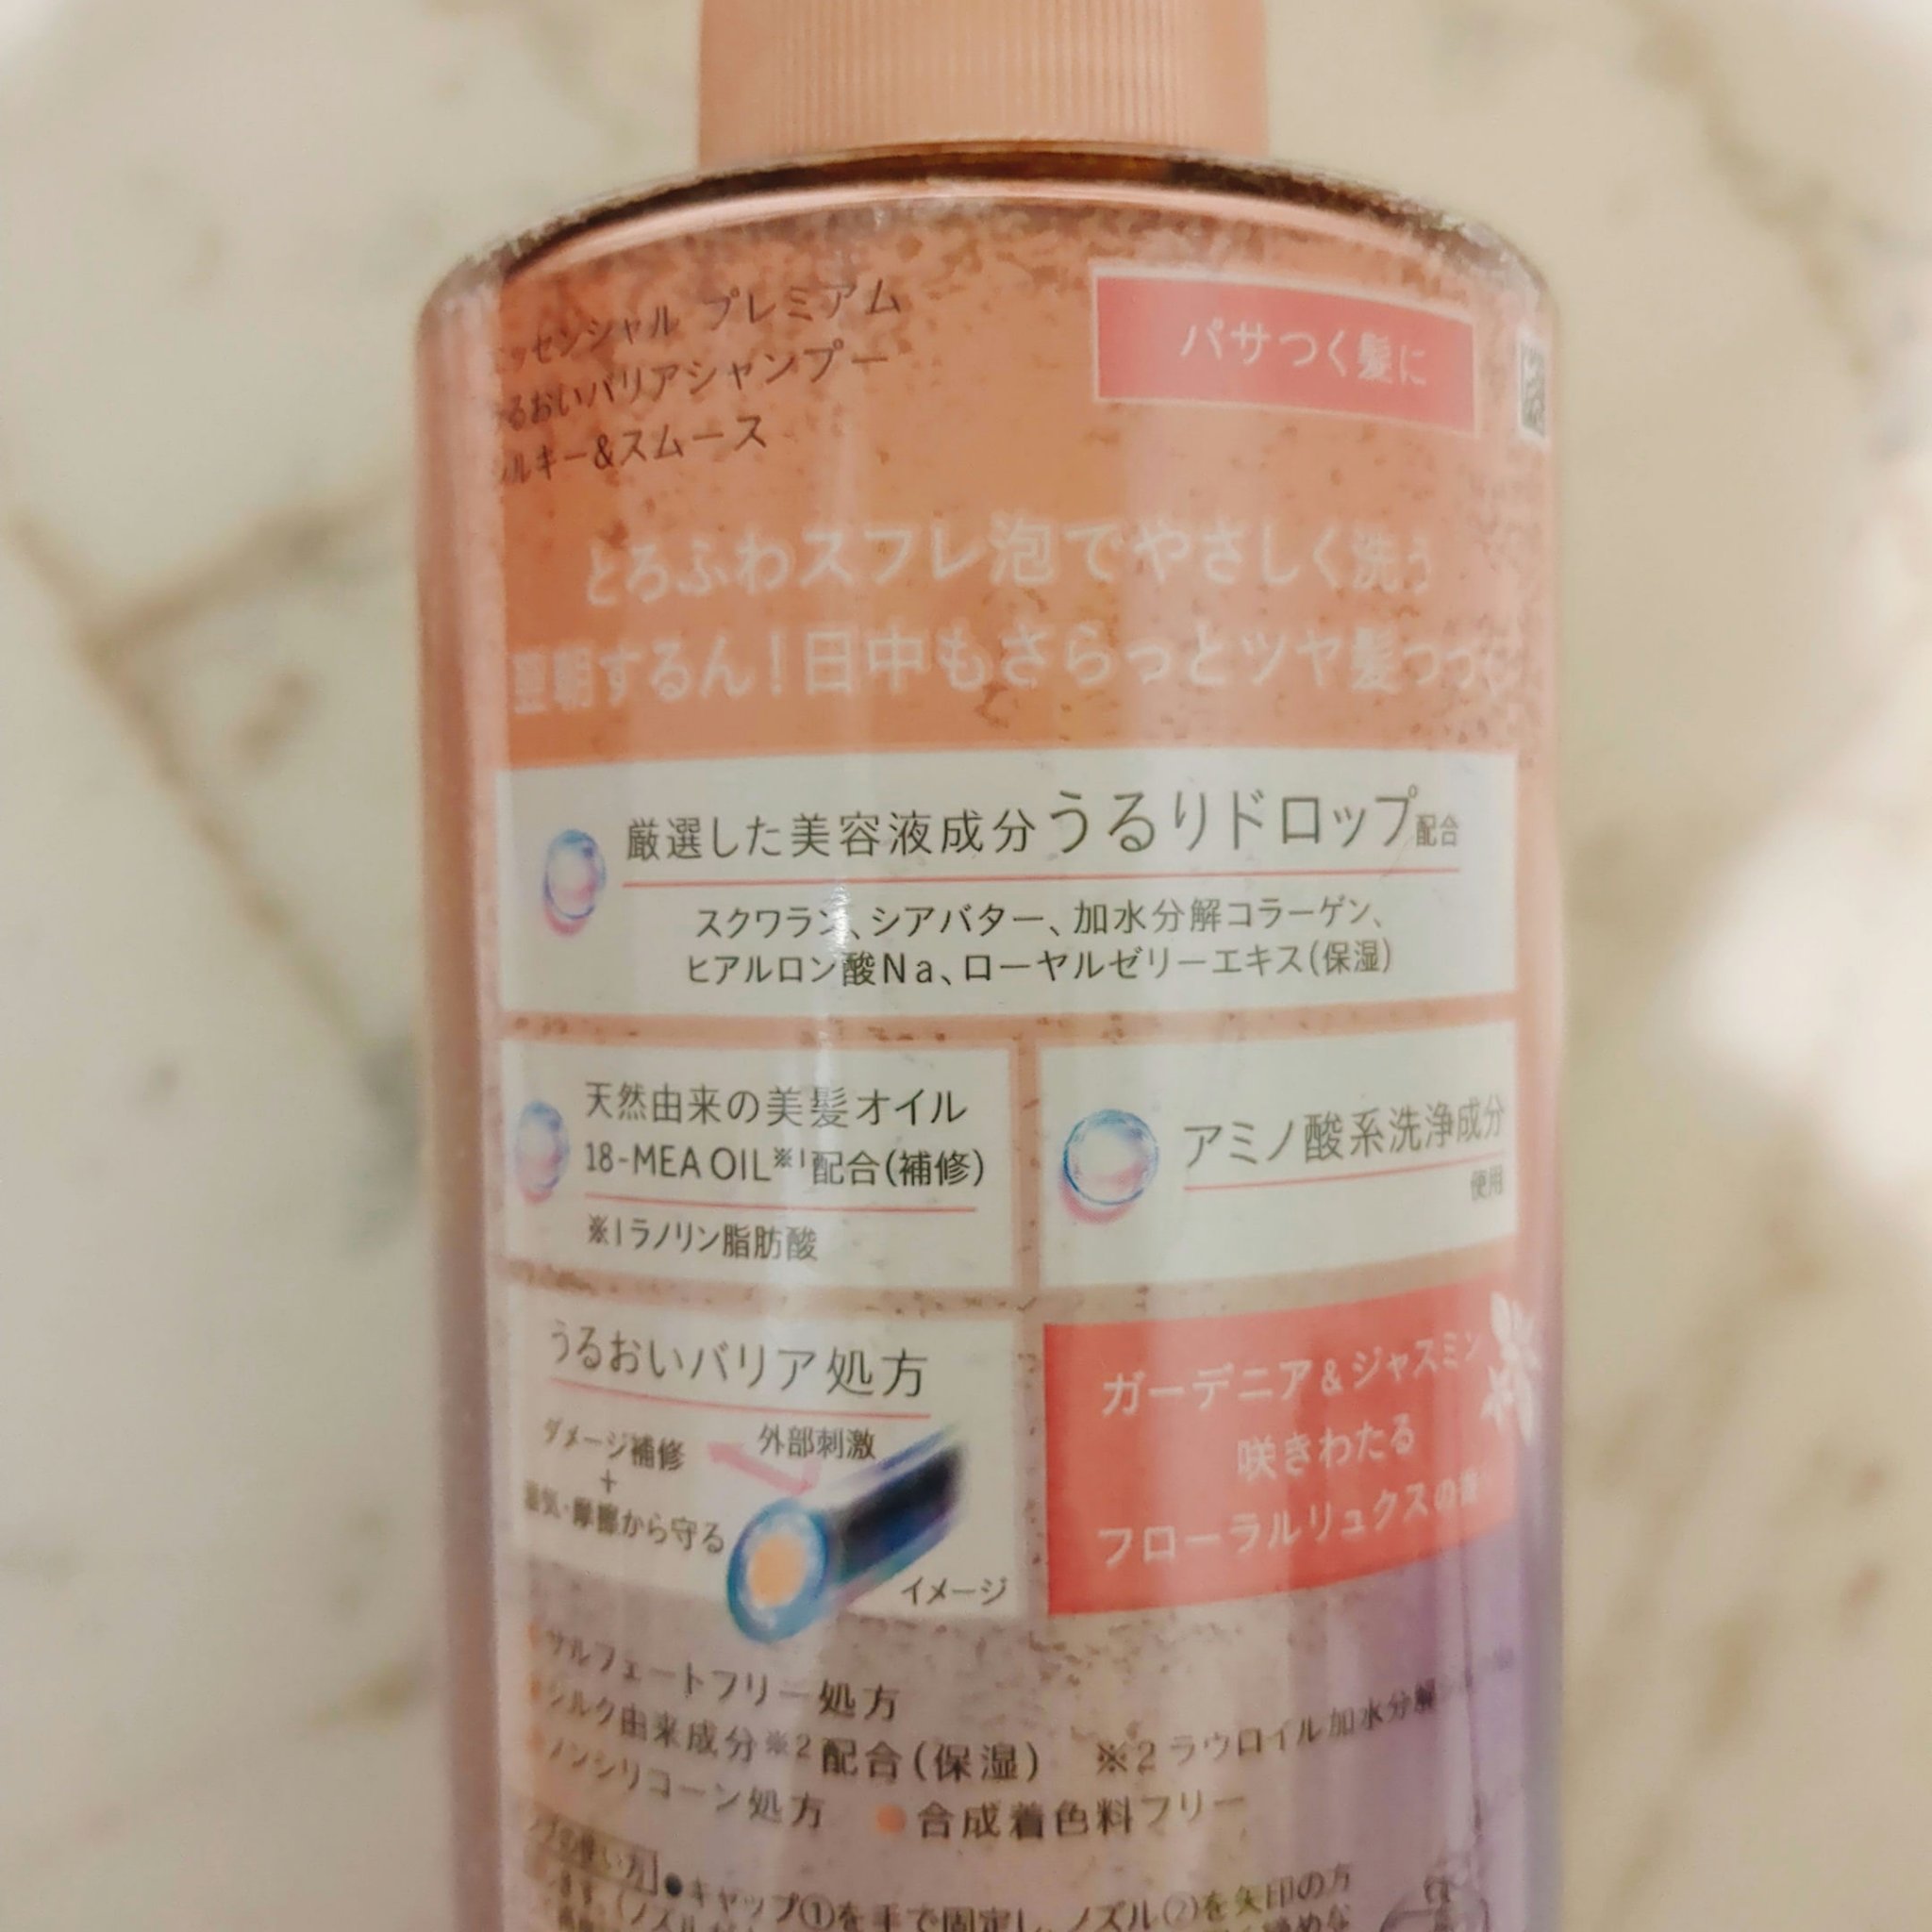 エッセンシャル プレミアム
うるおいバリアシャンプー
シルキー&スムース
パサつく髪に
とろふわスフレ泡でやさしく洗う
翌朝するん!日中もさらっとツヤ髪つづく
厳選した美容液成分うるりドロップ配合
スクワラン、シアバター、加水分解コラーゲン、
ヒアルロン酸Na、ローヤルゼリーエキス(保湿)
天然由来の美髪オイル
18-MEA OIL※1配合(補修)
※1ラノリン脂肪酸
アミノ酸系洗浄成分
使用
うるおいバリア処方
ダメージ補修
+
湿気・摩擦から守る
外部刺激
イメージ
ガーデニア&ジャスミン
咲きわたる
フローラルリュクスの香り
サルフェートフリー処方
シルク由来成分※2配合(保湿) ※2 ラウロイル加水分解
ノンシリコーン処方 ●合成着色料フリー
●キャップ①を手で固定し、ノズル②を矢印の方